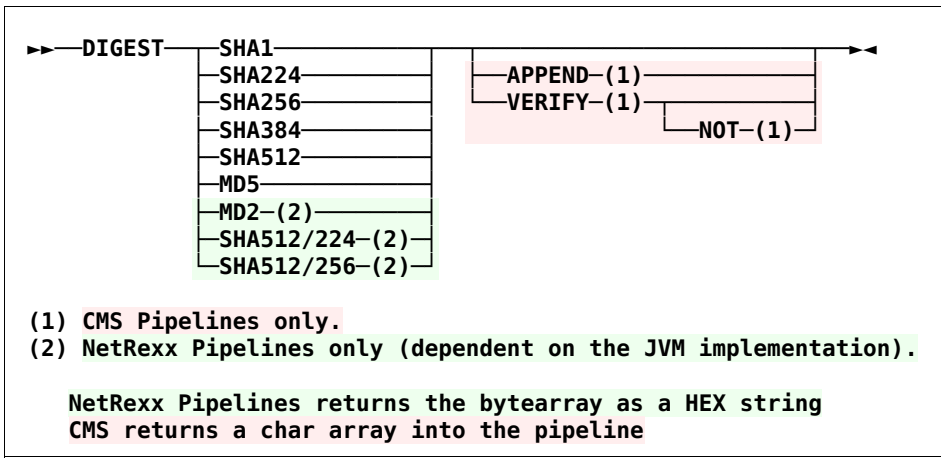 ►►──DIGEST──┬─SHA1────────┬──┬───────────────────────┬──►◄
├─SHA224──────┤ ├──APPEND─(1)───────────┤
├─SHA256──────┤ └──VERIFY─(1)─┬─────────┤
├─SHA384──────┤ └──NOT─(1)─┘
├─SHA512──────┤
├─MD5─────────┤
├─MD2─(2)─────┤
├─SHA512/224─(2)─┤
└─SHA512/256─(2)─┘
(1) CMS Pipelines only.
(2) NetRexx Pipelines only (dependent on the JVM implementation).
NetRexx Pipelines returns the bytearray as a HEX string
CMS returns a char array into the pipeline